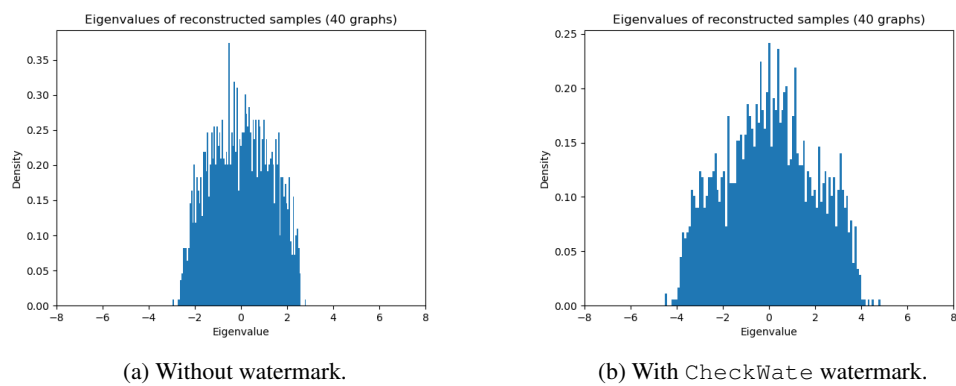 Eigenvalues of reconstructed samples (40 graphs)
0.35
0.30
0.25
0.20
0.15
0.10
0.05
0.00
Density
−8 −6 −4 −2 0 2 4 6 8
Eigenvalue
(a) Without watermark.
Eigenvalues of reconstructed samples (40 graphs)
0.25
0.20
0.15
0.10
0.05
0.00
Density
−8 −6 −4 −2 0 2 4 6 8
Eigenvalue
(b) With CheckWate watermark.